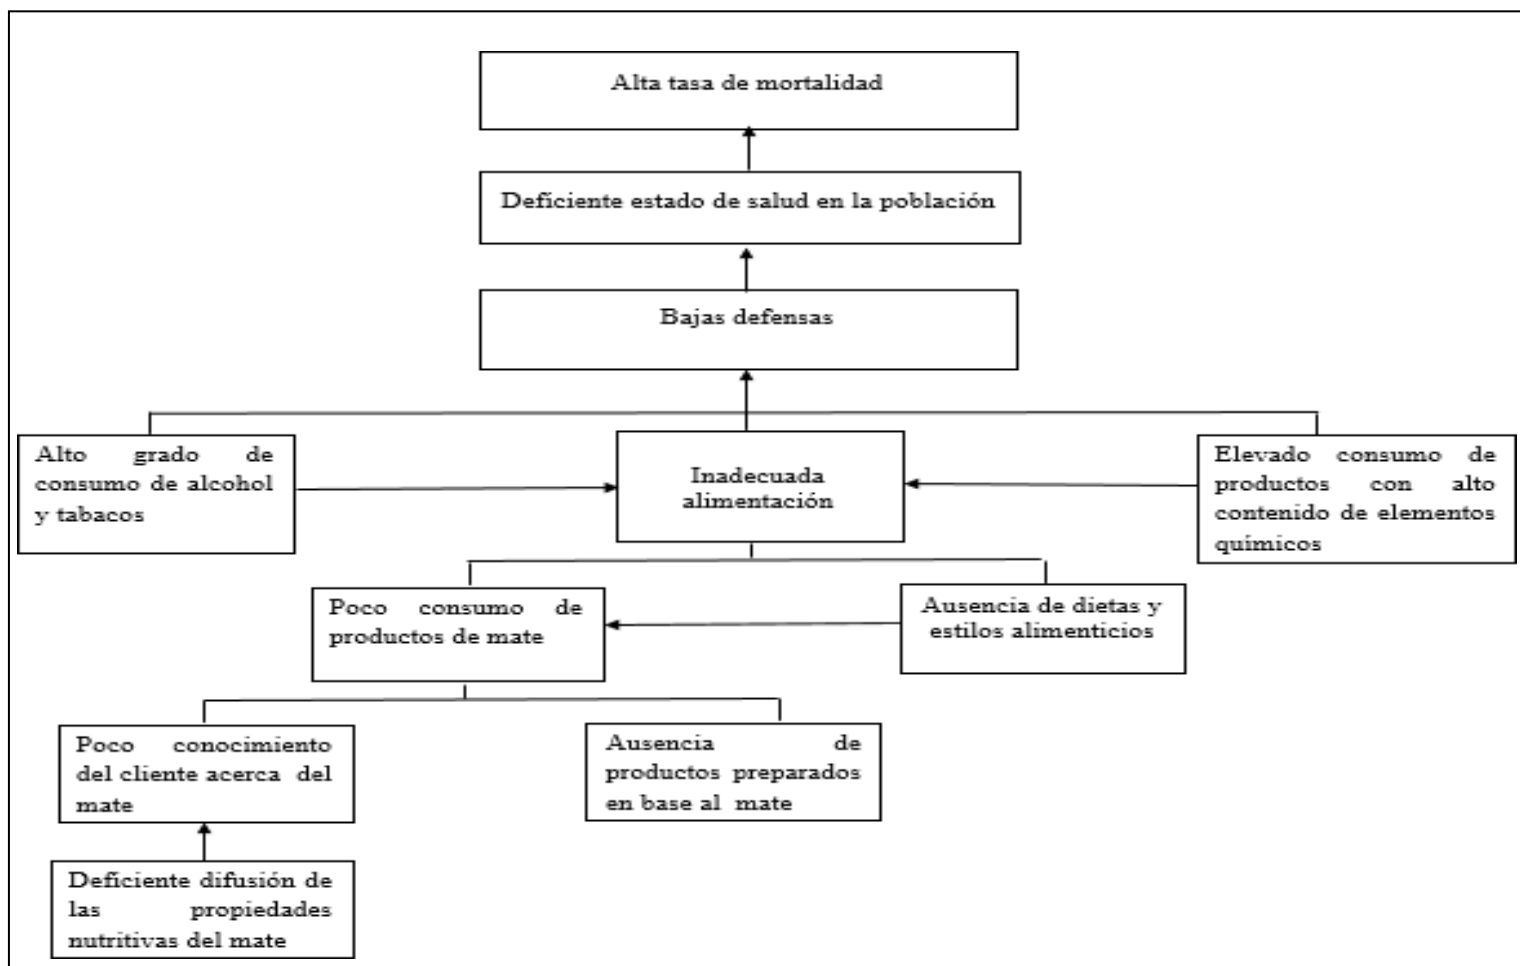 Alta tasa de mortalidad
Deficiente estado de salud en la población
Bajas defensas
Alto grado de
consumo de alcohol
y tabacos
Inadecuada
alimentación
Elevado consumo de
productos con alto
contenido de elementos
químicos
Poco consumo de
productos de mate
Ausencia de dietas y
estilos alimenticios
Poco conocimiento
del cliente acerca del
mate
Ausencia de
productos preparados
en base al mate
Deficiente difusión de
las propiedades
nutritivas del mate